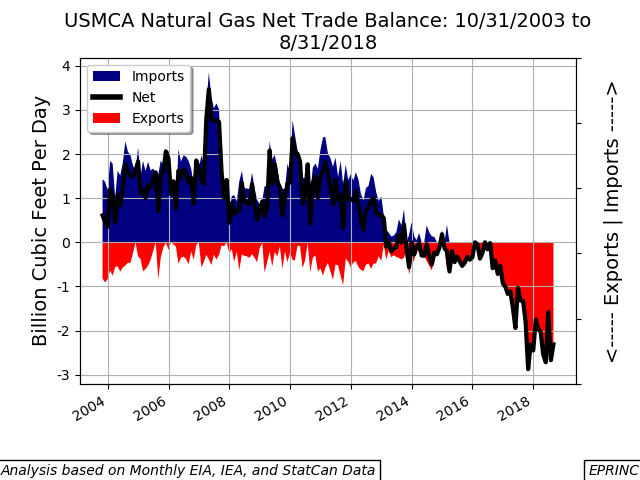 USMCA Natural Gas Net Trade Balance: 10/31/2003 to
8/31/2018
Billion Cubic Feet Per Day
4
3
2
1
0
-1
-2
-3
Imports
Net
Exports
<----- Exports | Imports ----->
2004 2006 2008 2010 2012 2014 2016 2018
Analysis based on Monthly EIA, IEA, and StatCan Data
EPRINC